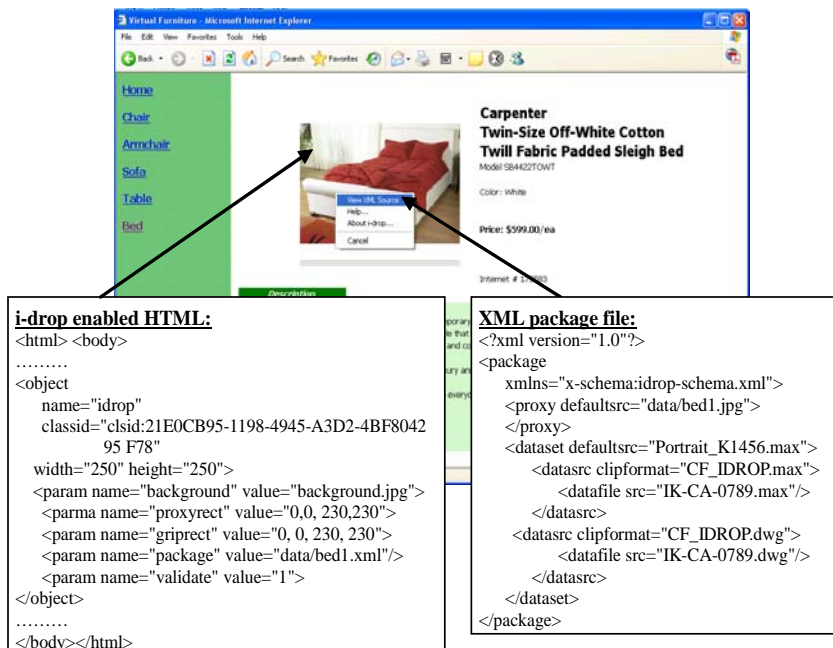 Virtual Furniture - Microsoft Internet Explorer
File Edit View Favorites Tools Help
Back Search Favorites
Home
Chair
Armchair
Sofa
Table
Bed
Carpenter
Twin-Size Off-White Cotton
Twill Fabric Padded Sleigh Bed
Model SB4422TOWT
Color: White
Price: $599.00/ea
Internet #
View XML Source
Help...
About i-drop...
Cancel
Description
i-drop enabled HTML:
<html> <body>
………
<object
name="idrop"
classid="clsid:21E0CB95-1198-4945-A3D2-4BF8042
95 F78"
width="250" height="250">
<param name="background" value="background.jpg">
<parma name="proxyrect" value="0,0, 230,230">
<param name="griprect" value="0, 0, 230, 230">
<param name="package" value="data/bed1.xml"/>
<param name="validate" value="1">
</object>
………
</body></html>
XML package file:
<?xml version="1.0"?>
<package
xmlns="x-schema:idrop-schema.xml">
<proxy defaultsrc="data/bed1.jpg">
</proxy>
<dataset defaultsrc="Portrait_K1456.max">
<datasrc clipformat="CF_IDROP.max">
<datafile src="IK-CA-0789.max"/>
</datasrc>
<datasrc clipformat="CF_IDROP.dwg">
<datafile src="IK-CA-0789.dwg"/>
</datasrc>
</dataset>
</package>